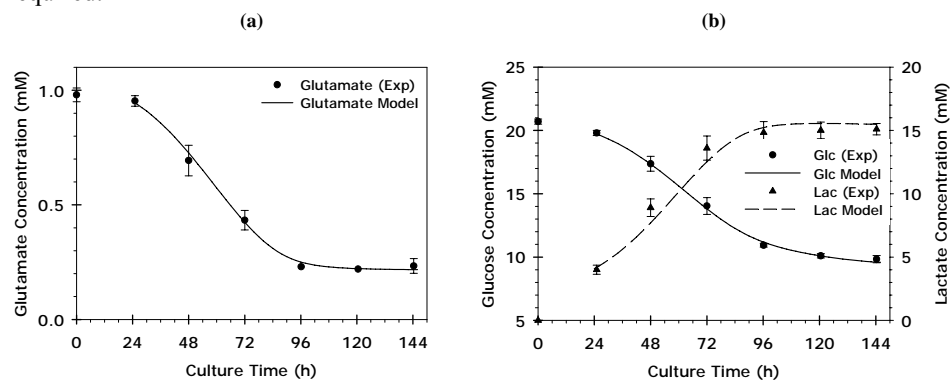 (a)
(b)
Glutamate Concentration (mM)
1.0
0.5
0.0
Glutamate (Exp)
Glutamate Model
0 24 48 72 96 120 144
Culture Time (h)
Glucose Cocnentration (mM)
25
20
15
10
5
Glc (Exp)
Glc Model
Lac (Exp)
Lac Model
20
15
10
5
0
Lactate Concentration (mM)
0 24 48 72 96 120 144
Culture Time (h)